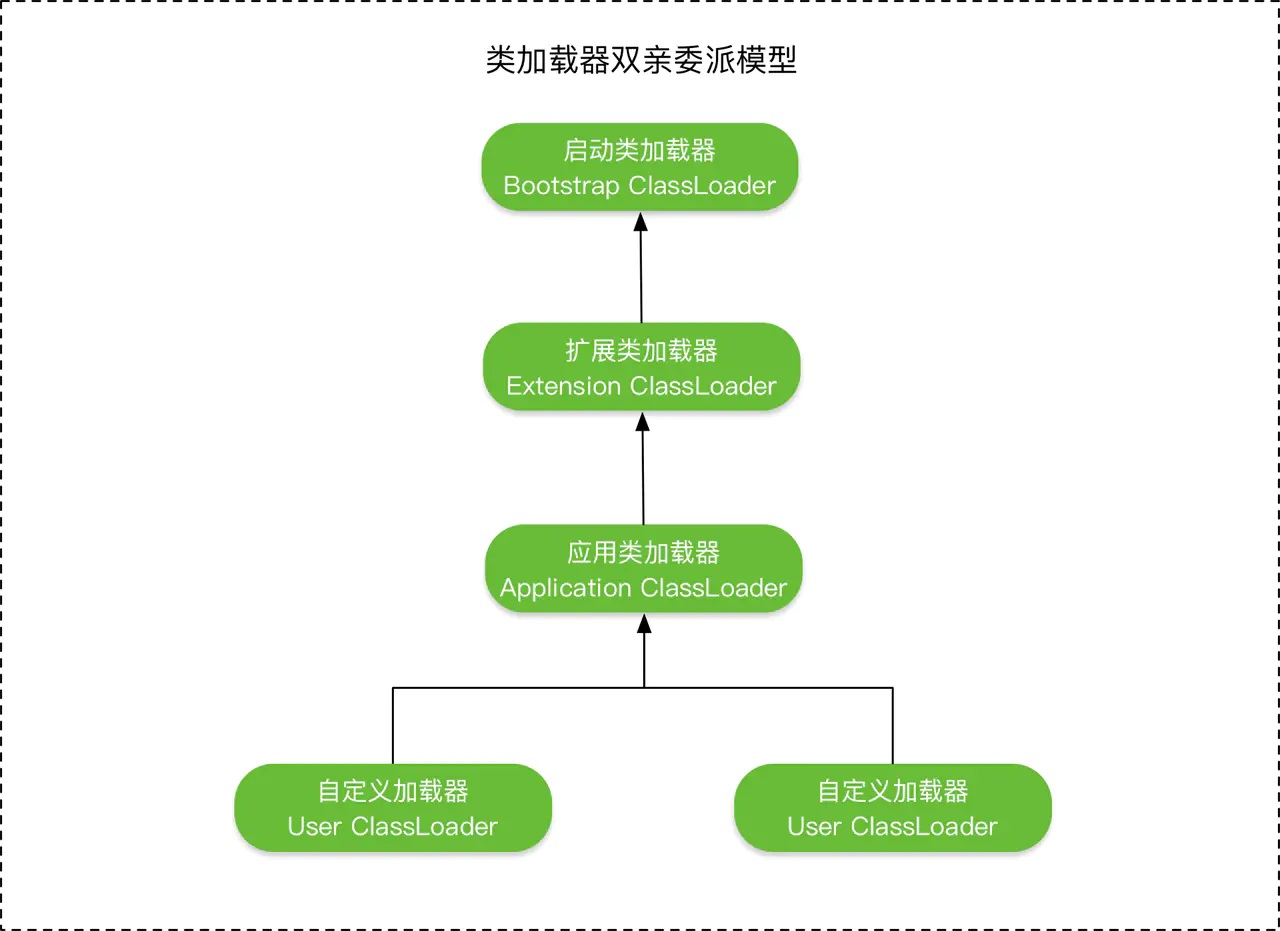 类加载器双亲委派模型
启动类加载器
Bootstrap ClassLoader
扩展类加载器
Extension ClassLoader
应用类加载器
Application ClassLoader
自定义加载器
User ClassLoader
自定义加载器
User ClassLoader